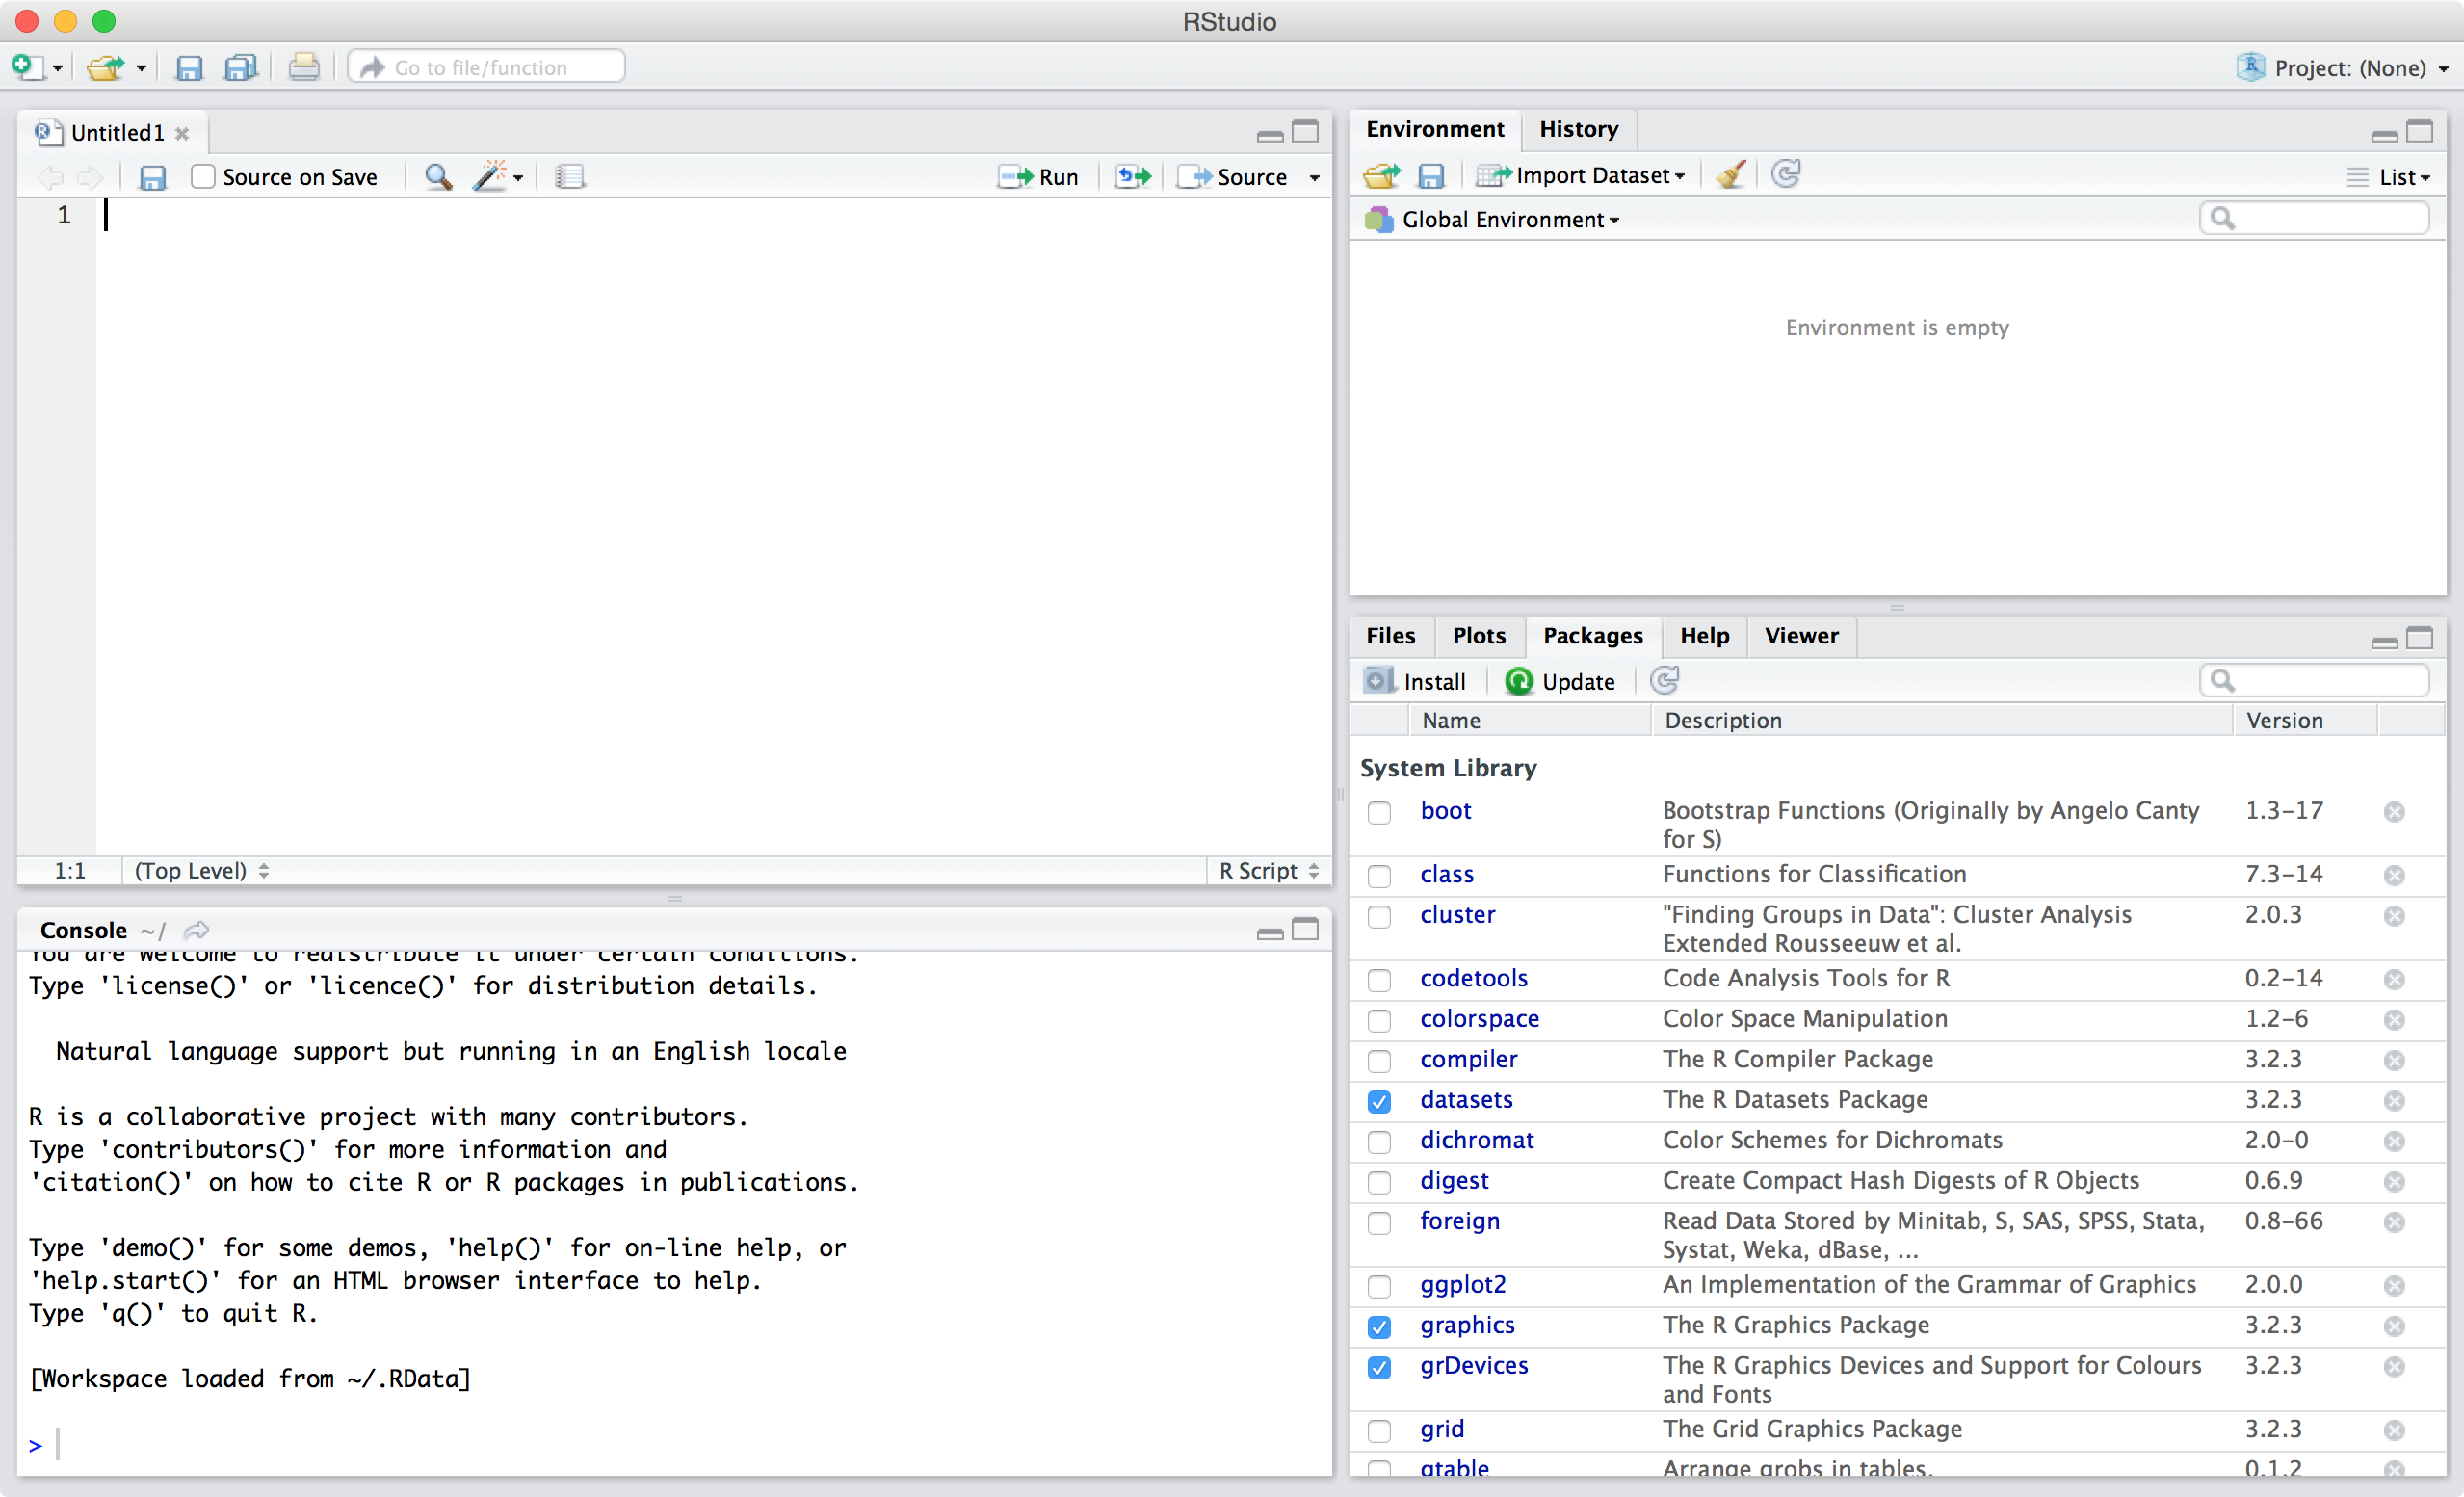 RStudio
Go to file/function
Project: (None)
Untitled1
Source on Save
Run
Source
1
1:1
(Top Level)
R Script
Console ~/
You are welcome to redistribute it under certain conditions.
Type 'license()' or 'licence()' for distribution details.
Natural language support but running in an English locale
R is a collaborative project with many contributors.
Type 'contributors()' for more information and
'citation()' on how to cite R or R packages in publications.
Type 'demo()' for some demos, 'help()' for on-line help, or
'help.start()' for an HTML browser interface to help.
Type 'q()' to quit R.
[Workspace loaded from ~/.RData]
>
Environment History
Import Dataset
List
Global Environment
Environment is empty
Files Plots Packages Help Viewer
Install Update
Name Description Version
System Library
boot Bootstrap Functions (Originally by Angelo Canty 1.3-17
for S)
class Functions for Classification 7.3-14
cluster "Finding Groups in Data": Cluster Analysis 2.0.3
Extended Rousseeuw et al.
codetools Code Analysis Tools for R 0.2-14
colorspace Color Space Manipulation 1.2-6
compiler The R Compiler Package 3.2.3
datasets The R Datasets Package 3.2.3
dichromat Color Schemes for Dichromats 2.0-0
digest Create Compact Hash Digests of R Objects 0.6.9
foreign Read Data Stored by Minitab, S, SAS, SPSS, Stata, 0.8-66
Systat, Weka, dBase, ...
ggplot2 An Implementation of the Grammar of Graphics 2.0.0
graphics The R Graphics Package 3.2.3
grDevices The R Graphics Devices and Support for Colours 3.2.3
and Fonts
grid The Grid Graphics Package 3.2.3
gtable Arrange grobs in tables. 0.1.2